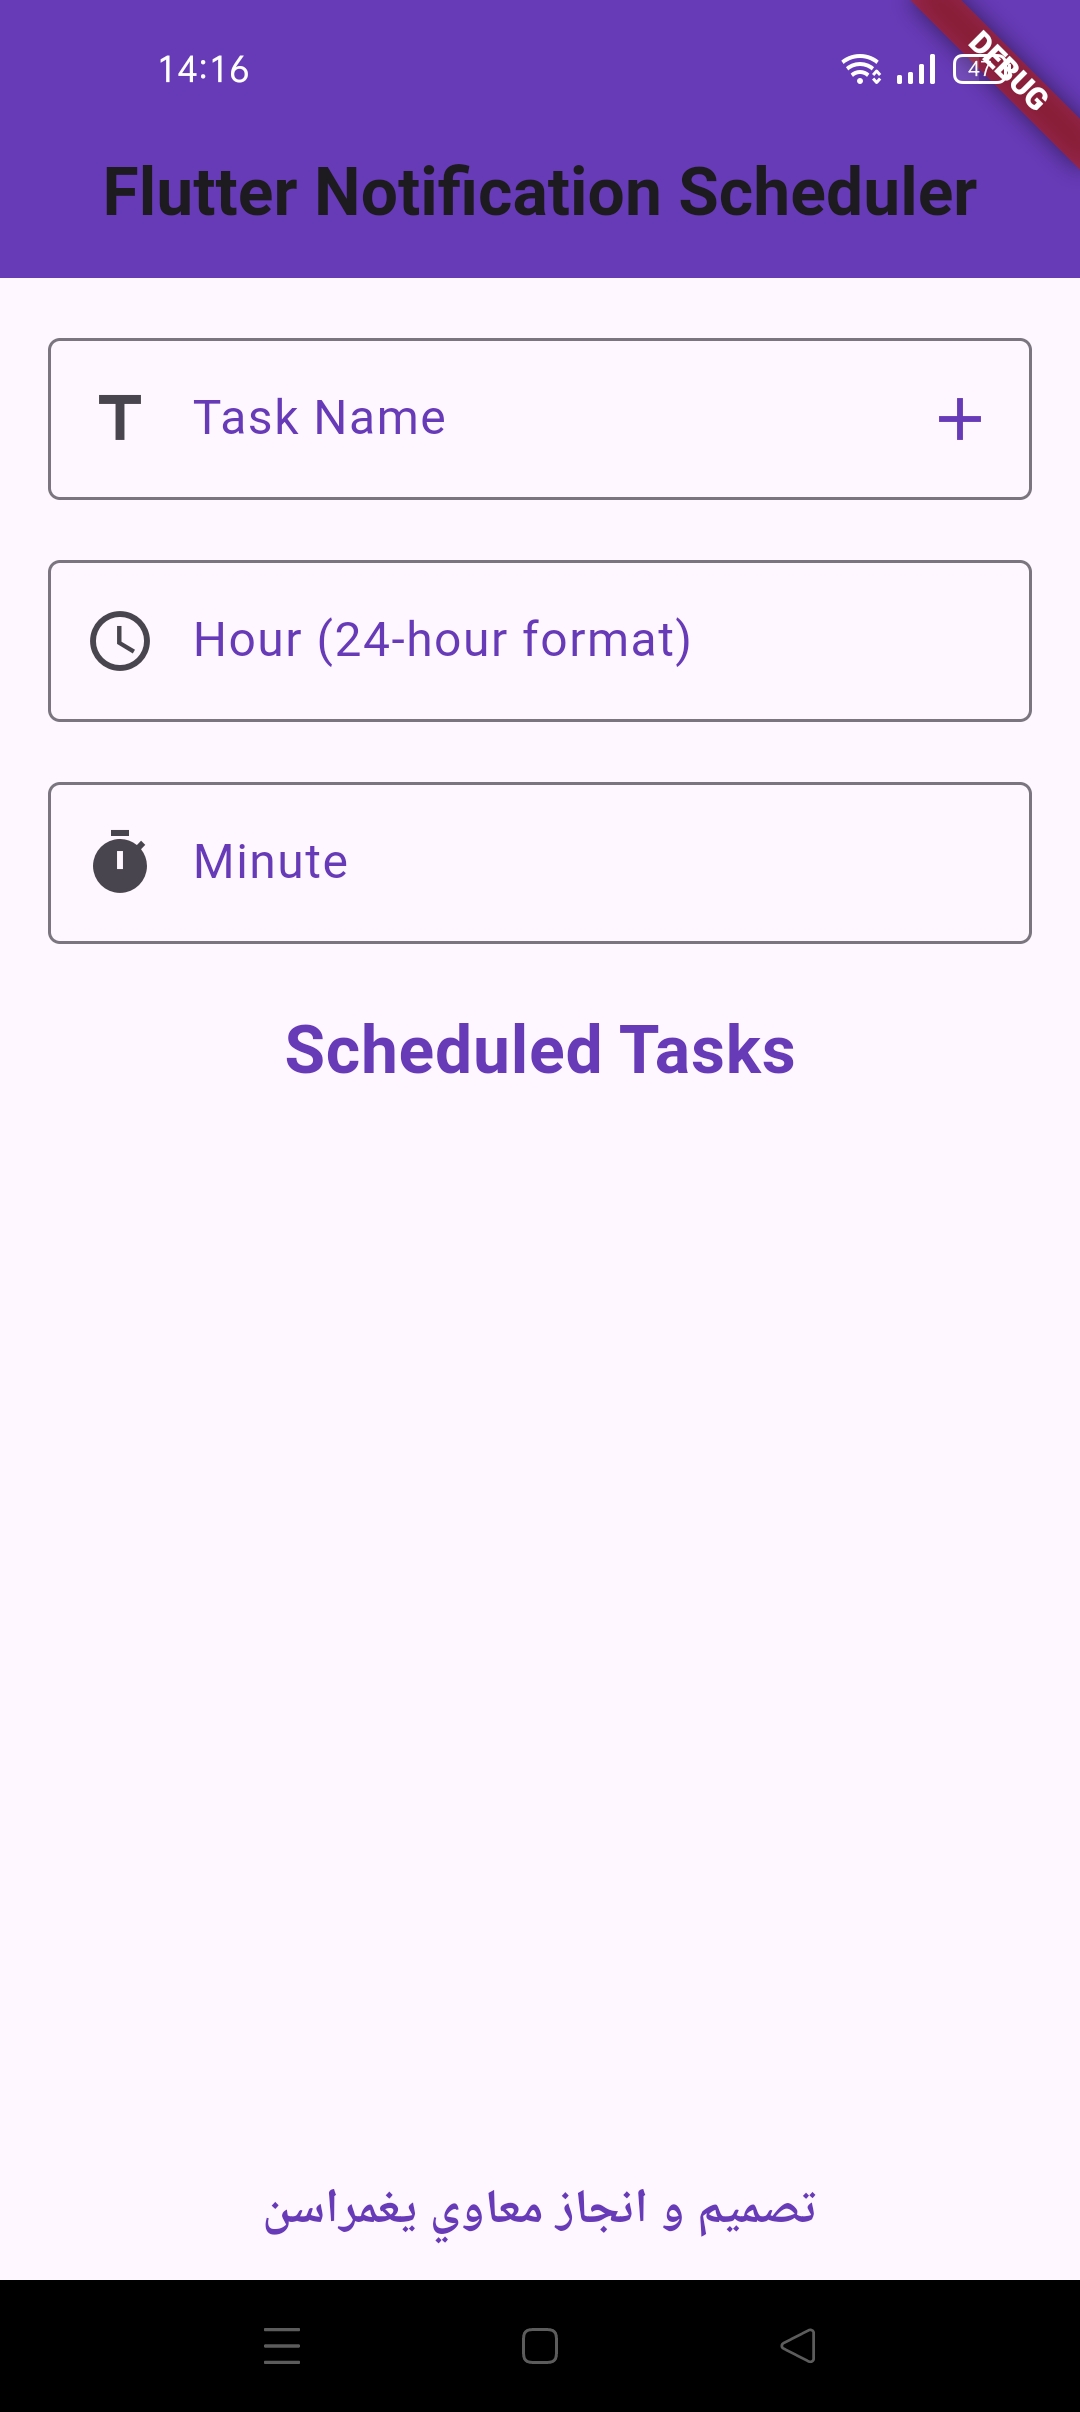 14:16
47
DEBUG
Flutter Notification Scheduler
Task Name
Hour (24-hour format)
Minute
Scheduled Tasks
تصميم و انجاز معاوي يغمراسن